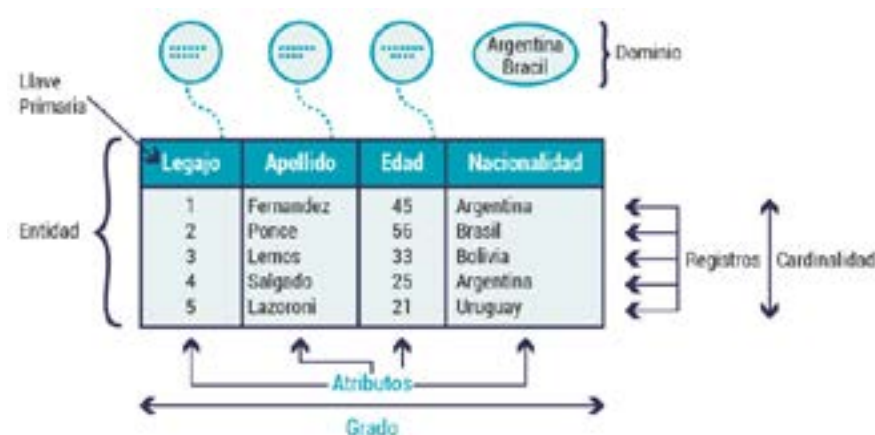 Argentina
Bracil
Dominio
Llave
Primaria
Legajo Apellido Edad Nacionalidad
Entidad
1 Fernandez 45 Argentina
2 Ponce 56 Brasil
3 Lemos 33 Bolivia
4 Salgado 25 Argentina
5 Lazoroni 21 Uruguay
Registros
Cardinalidad
Atributos
Grado